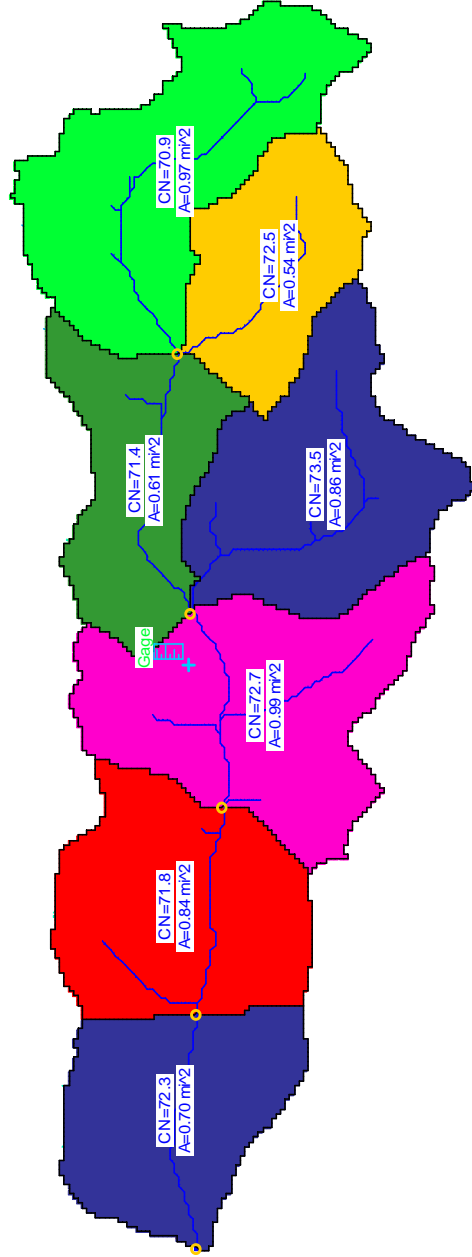 CN=70.9
A=0.97 mi^2
CN=72.5
A=0.54 mi^2
CN=71.4
A=0.61 mi^2
CN=73.5
A=0.86 mi^2
Gage
CN=72.7
A=0.99 mi^2
CN=71.8
A=0.84 mi^2
CN=72.3
A=0.70 mi^2